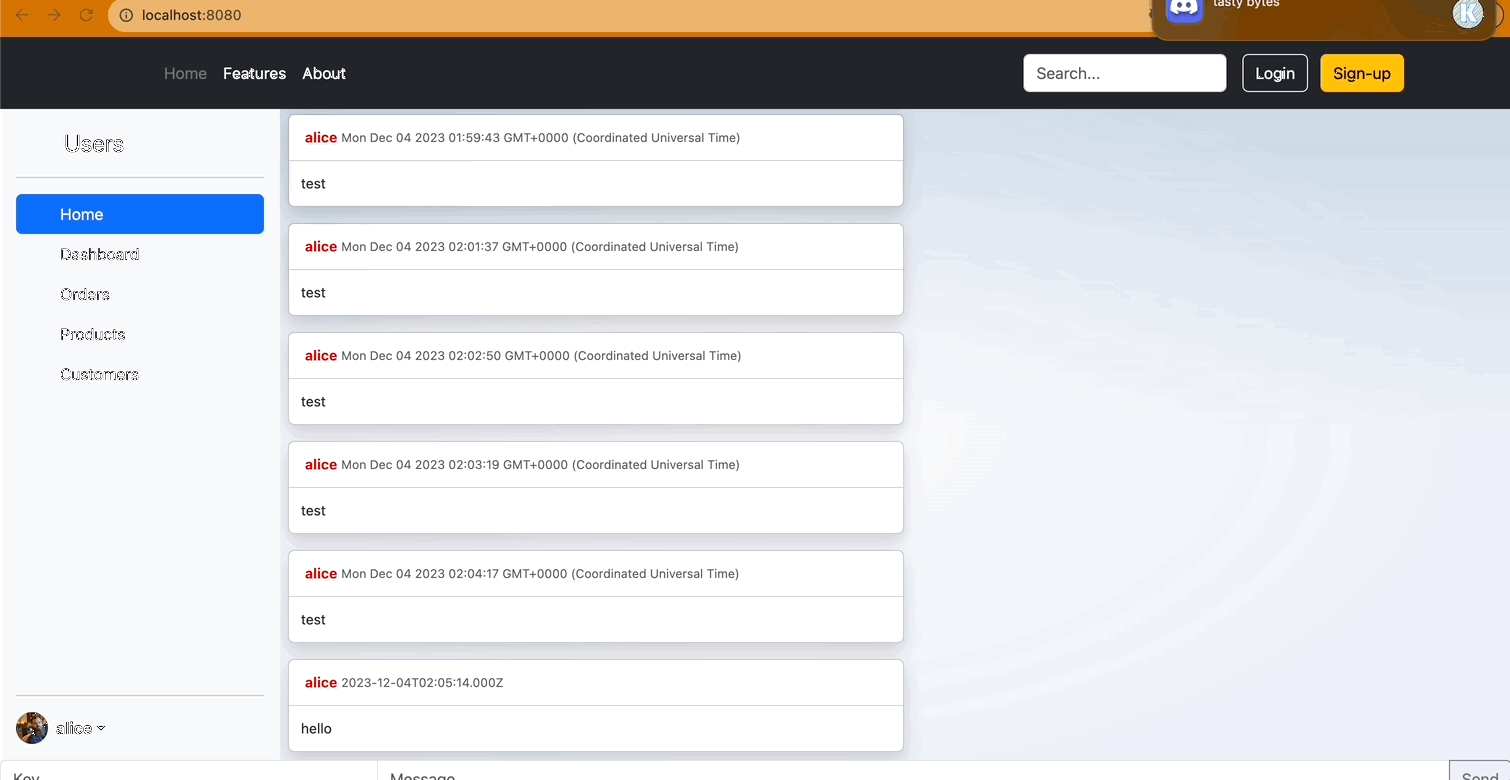 localhost:8080
tasty bytes
K
Home Features About
Search...
Login
Sign-up
Users
Home
Dashboard
Orders
Products
Customers
alice
alice Mon Dec 04 2023 01:59:43 GMT+0000 (Coordinated Universal Time)
test
alice Mon Dec 04 2023 02:01:37 GMT+0000 (Coordinated Universal Time)
test
alice Mon Dec 04 2023 02:02:50 GMT+0000 (Coordinated Universal Time)
test
alice Mon Dec 04 2023 02:03:19 GMT+0000 (Coordinated Universal Time)
test
alice Mon Dec 04 2023 02:04:17 GMT+0000 (Coordinated Universal Time)
test
alice 2023-12-04T02:05:14.000Z
hello
Key
Message
Send